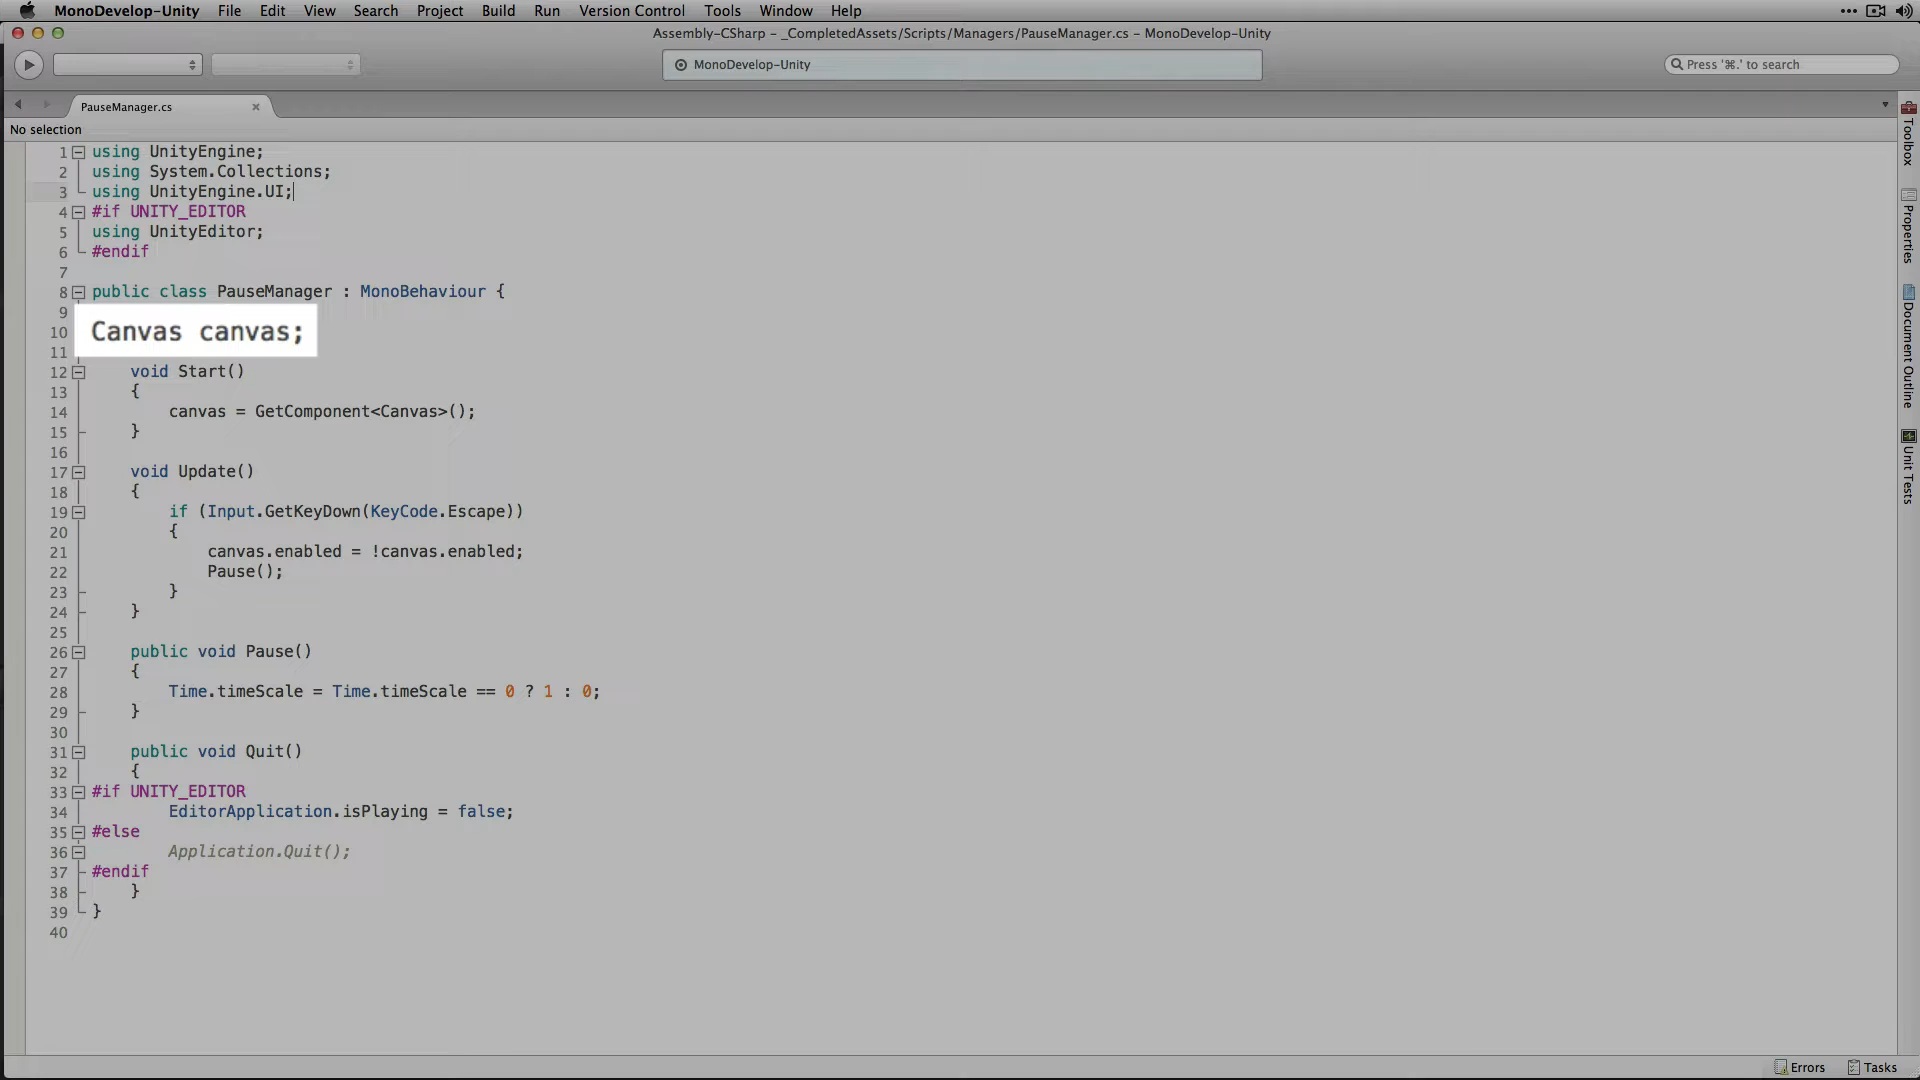 MonoDevelop-Unity File Edit View Search Project Build Run Version Control Tools Window Help
Assembly-CSharp – _CompletedAssets/Scripts/Managers/PauseManager.cs – MonoDevelop-Unity
MonoDevelop-Unity
Press '⌘.' to search
PauseManager.cs
No selection
1 using UnityEngine;
2 using System.Collections;
3 using UnityEngine.UI;
4 #if UNITY_EDITOR
5 using UnityEditor;
6 #endif
7
8 public class PauseManager : MonoBehaviour {
9
10 Canvas canvas;
11
12 void Start()
13 {
14 canvas = GetComponent<Canvas>();
15 }
16
17 void Update()
18 {
19 if (Input.GetKeyDown(KeyCode.Escape))
20 {
21 canvas.enabled = !canvas.enabled;
22 Pause();
23 }
24 }
25
26 public void Pause()
27 {
28 Time.timeScale = Time.timeScale == 0 ? 1 : 0;
29 }
30
31 public void Quit()
32 {
33 #if UNITY_EDITOR
34 EditorApplication.isPlaying = false;
35 #else
36 Application.Quit();
37 #endif
38 }
39 }
40
Toolbox
Properties
Document Outline
Unit Tests
Errors
Tasks